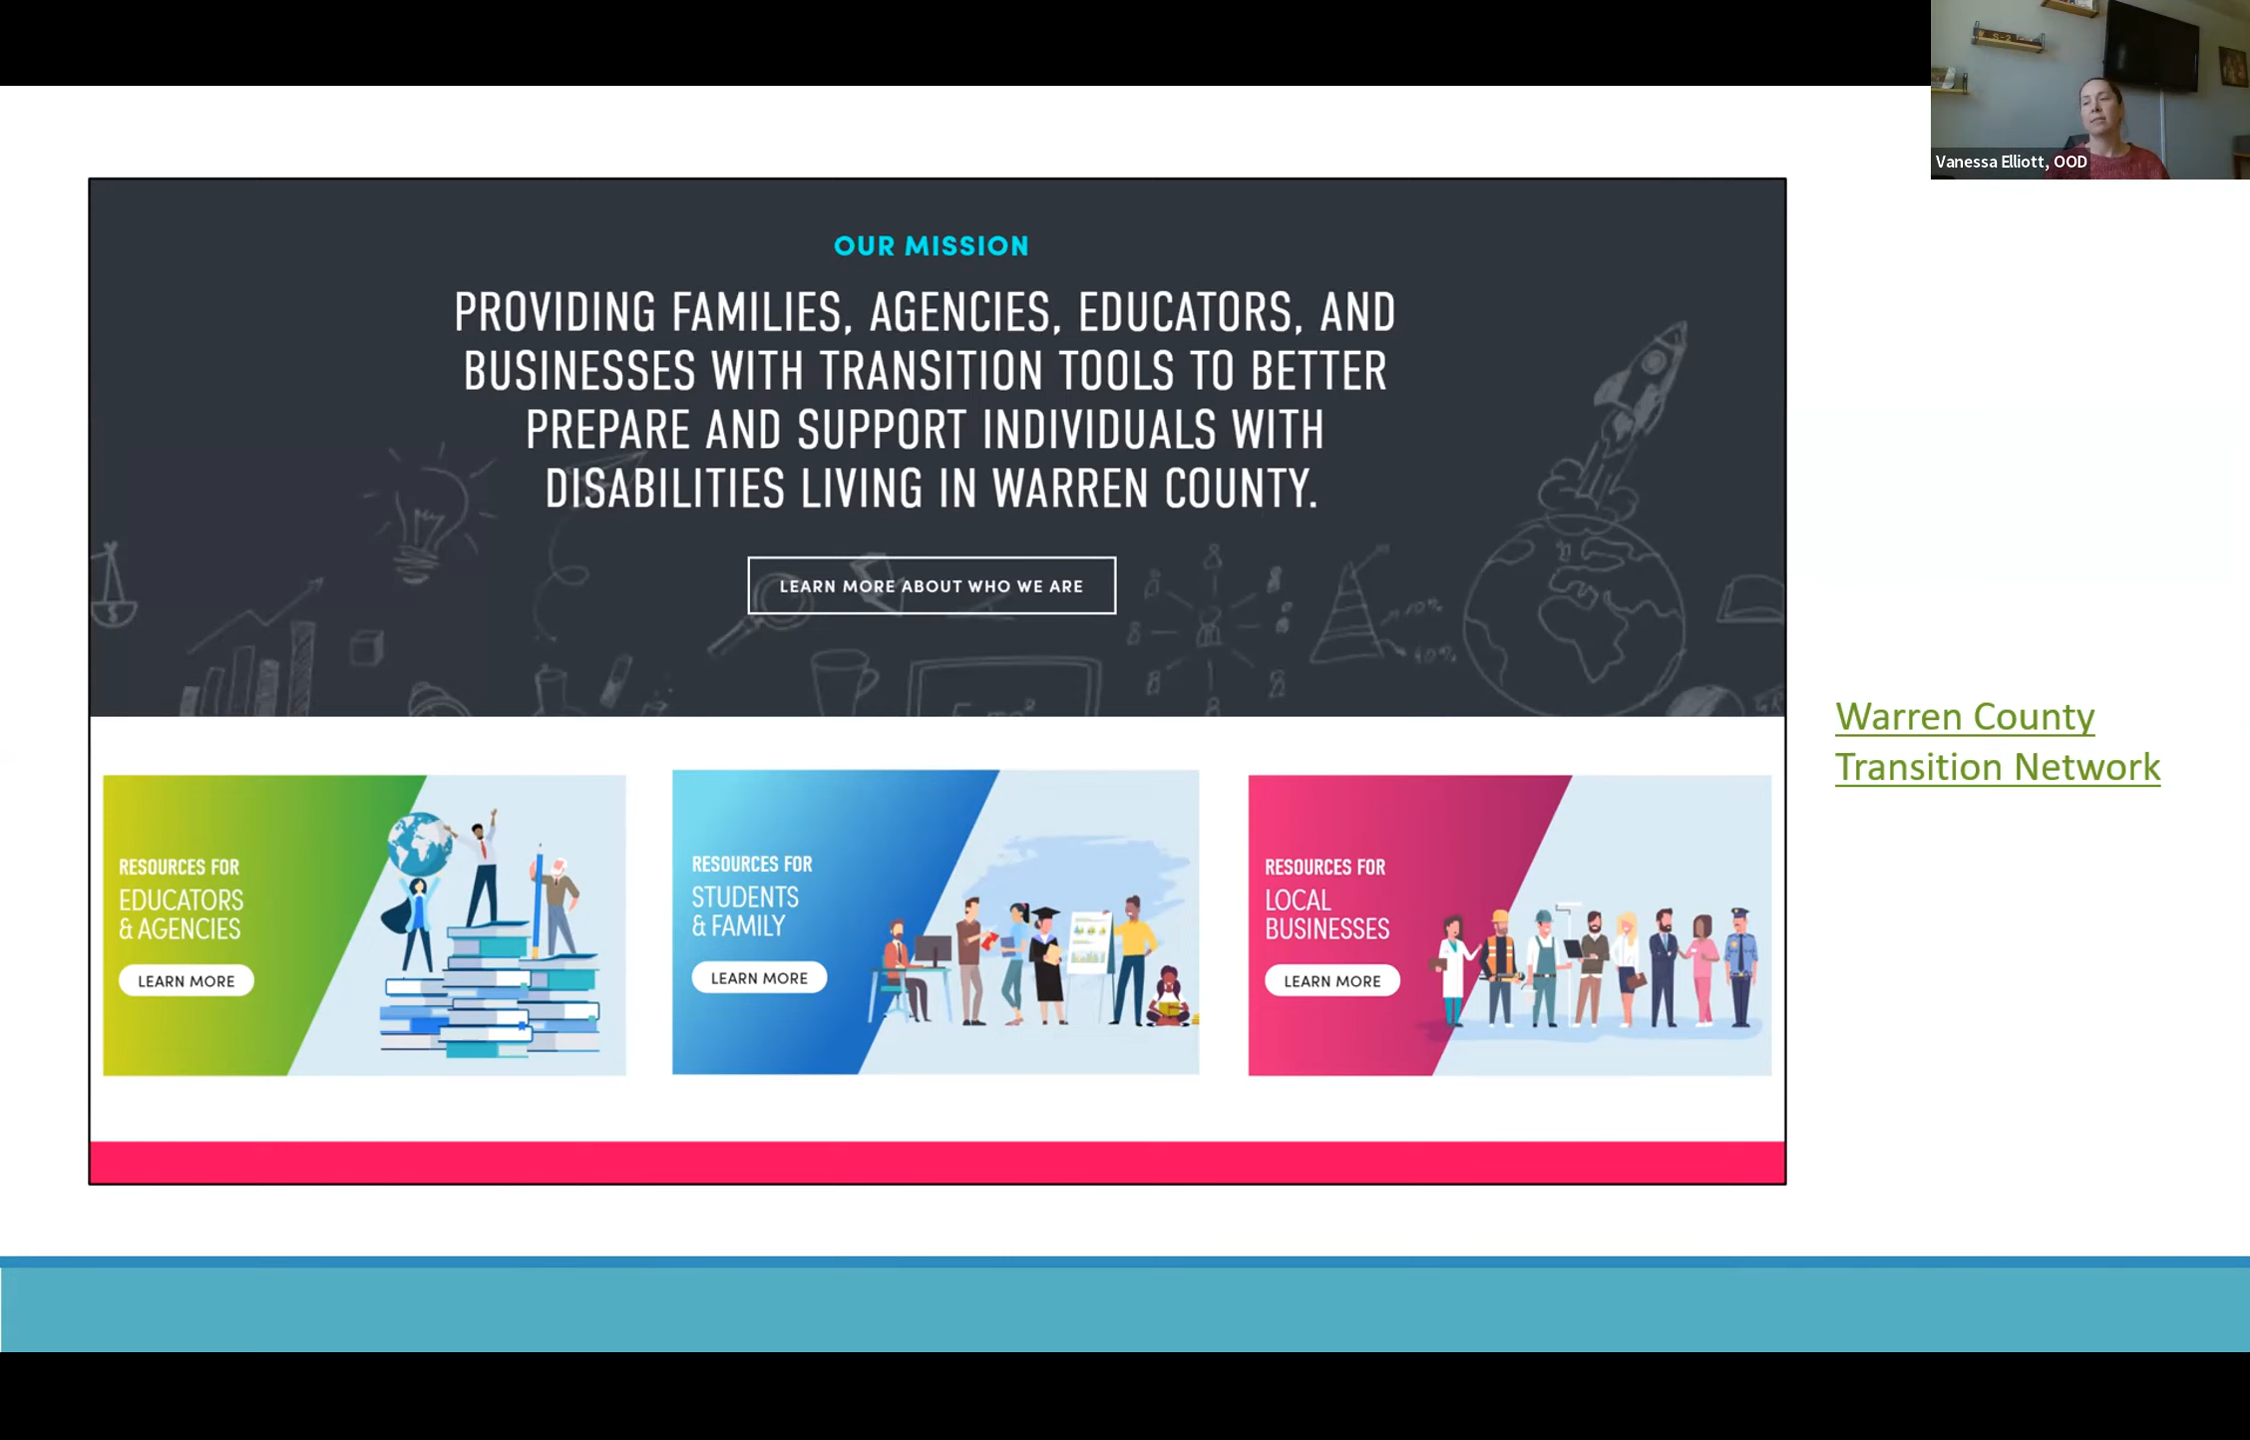 Vanessa Elliott, OOD
OUR MISSION
PROVIDING FAMILIES, AGENCIES, EDUCATORS, AND
BUSINESSES WITH TRANSITION TOOLS TO BETTER
PREPARE AND SUPPORT INDIVIDUALS WITH
DISABILITIES LIVING IN WARREN COUNTY.
LEARN MORE ABOUT WHO WE ARE
10%
40%
Warren County
Transition Network
RESOURCES FOR
EDUCATORS
& AGENCIES
LEARN MORE
RESOURCES FOR
STUDENTS
& FAMILY
LEARN MORE
RESOURCES FOR
LOCAL
BUSINESSES
LEARN MORE